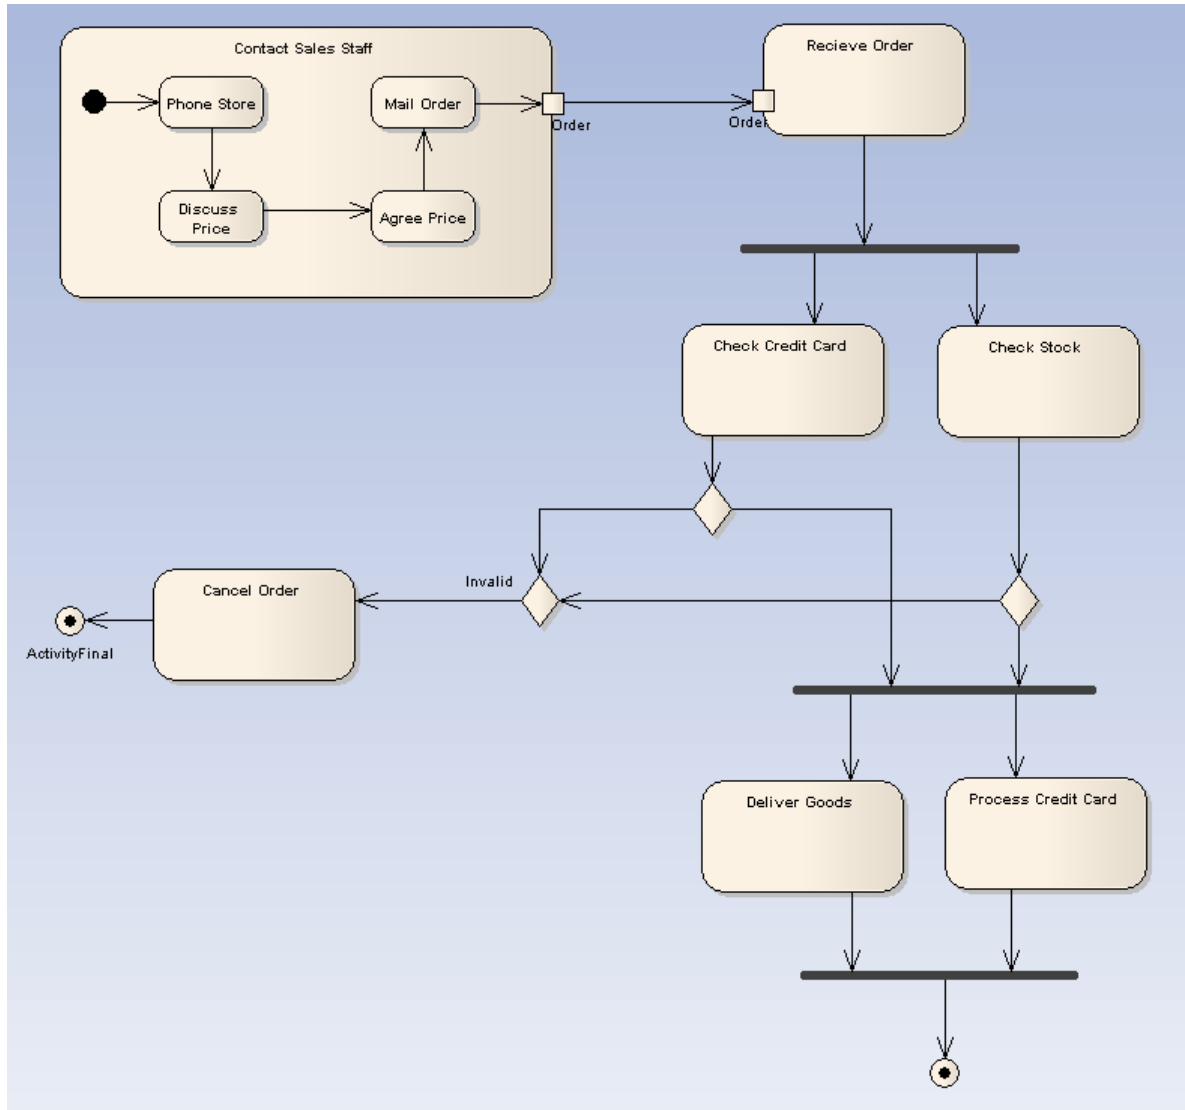 Contact Sales Staff
Recieve Order
Phone Store
Mail Order
Order
Order
Discuss
Price
Agree Price
Check Credit Card
Check Stock
Invalid
Cancel Order
ActivityFinal
Deliver Goods
Process Credit Card